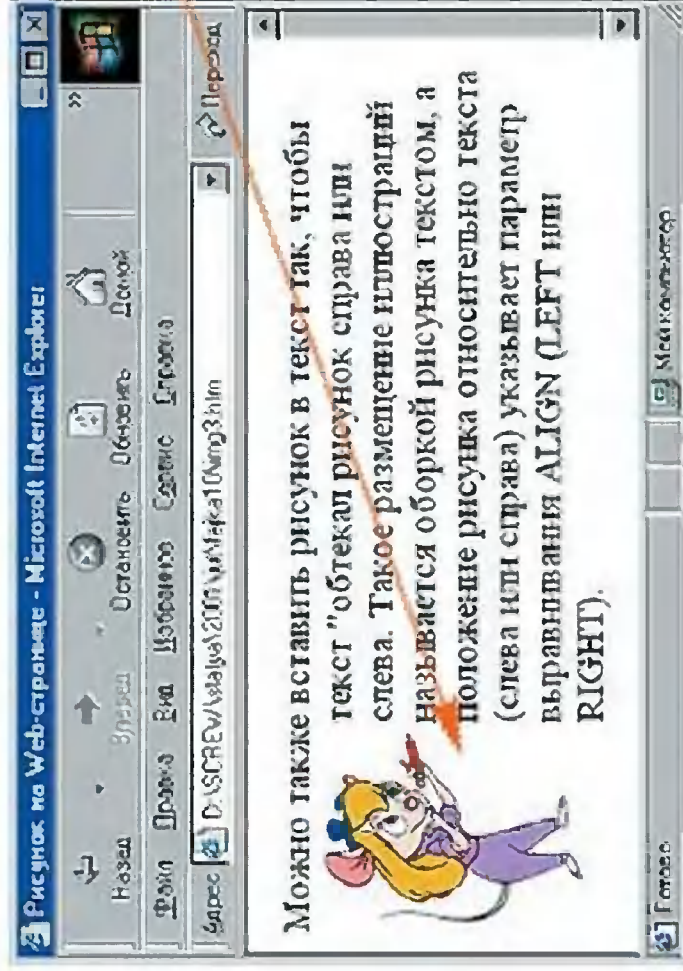 Рисунок на Web-странице - Microsoft Internet Explorer
Назад Вперед Остановить Обновить Домой »
Файл Правка Вид Избранное Сервис Справка
Адрес Переход
Можно также вставить рисунок в текст так, чтобы
текст "обтекал рисунок справа или
слева. Такое размещение иллюстраций
называется оборкой рисунка текстом, а
положение рисунка относительно текста
(слева или справа) указывает параметр
выравнивания ALIGN (LEFT или
RIGHT).
Готово Мой компьютер